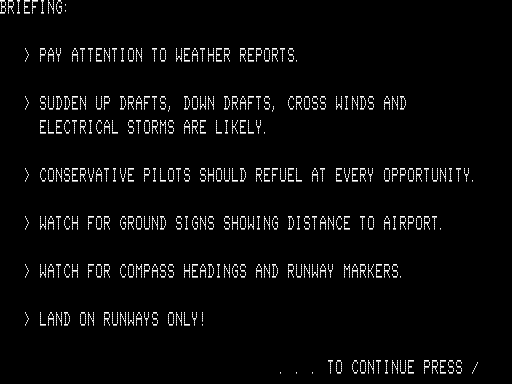 BRIEFING:
> PAY ATTENTION TO WEATHER REPORTS.
> SUDDEN UP DRAFTS, DOWN DRAFTS, CROSS WINDS AND
ELECTRICAL STORMS ARE LIKELY.
> CONSERVATIVE PILOTS SHOULD REFUEL AT EVERY OPPORTUNITY.
> WATCH FOR GROUND SIGNS SHOWING DISTANCE TO AIRPORT.
> WATCH FOR COMPASS HEADINGS AND RUNWAY MARKERS.
> LAND ON RUNWAYS ONLY!
. . . TO CONTINUE PRESS /